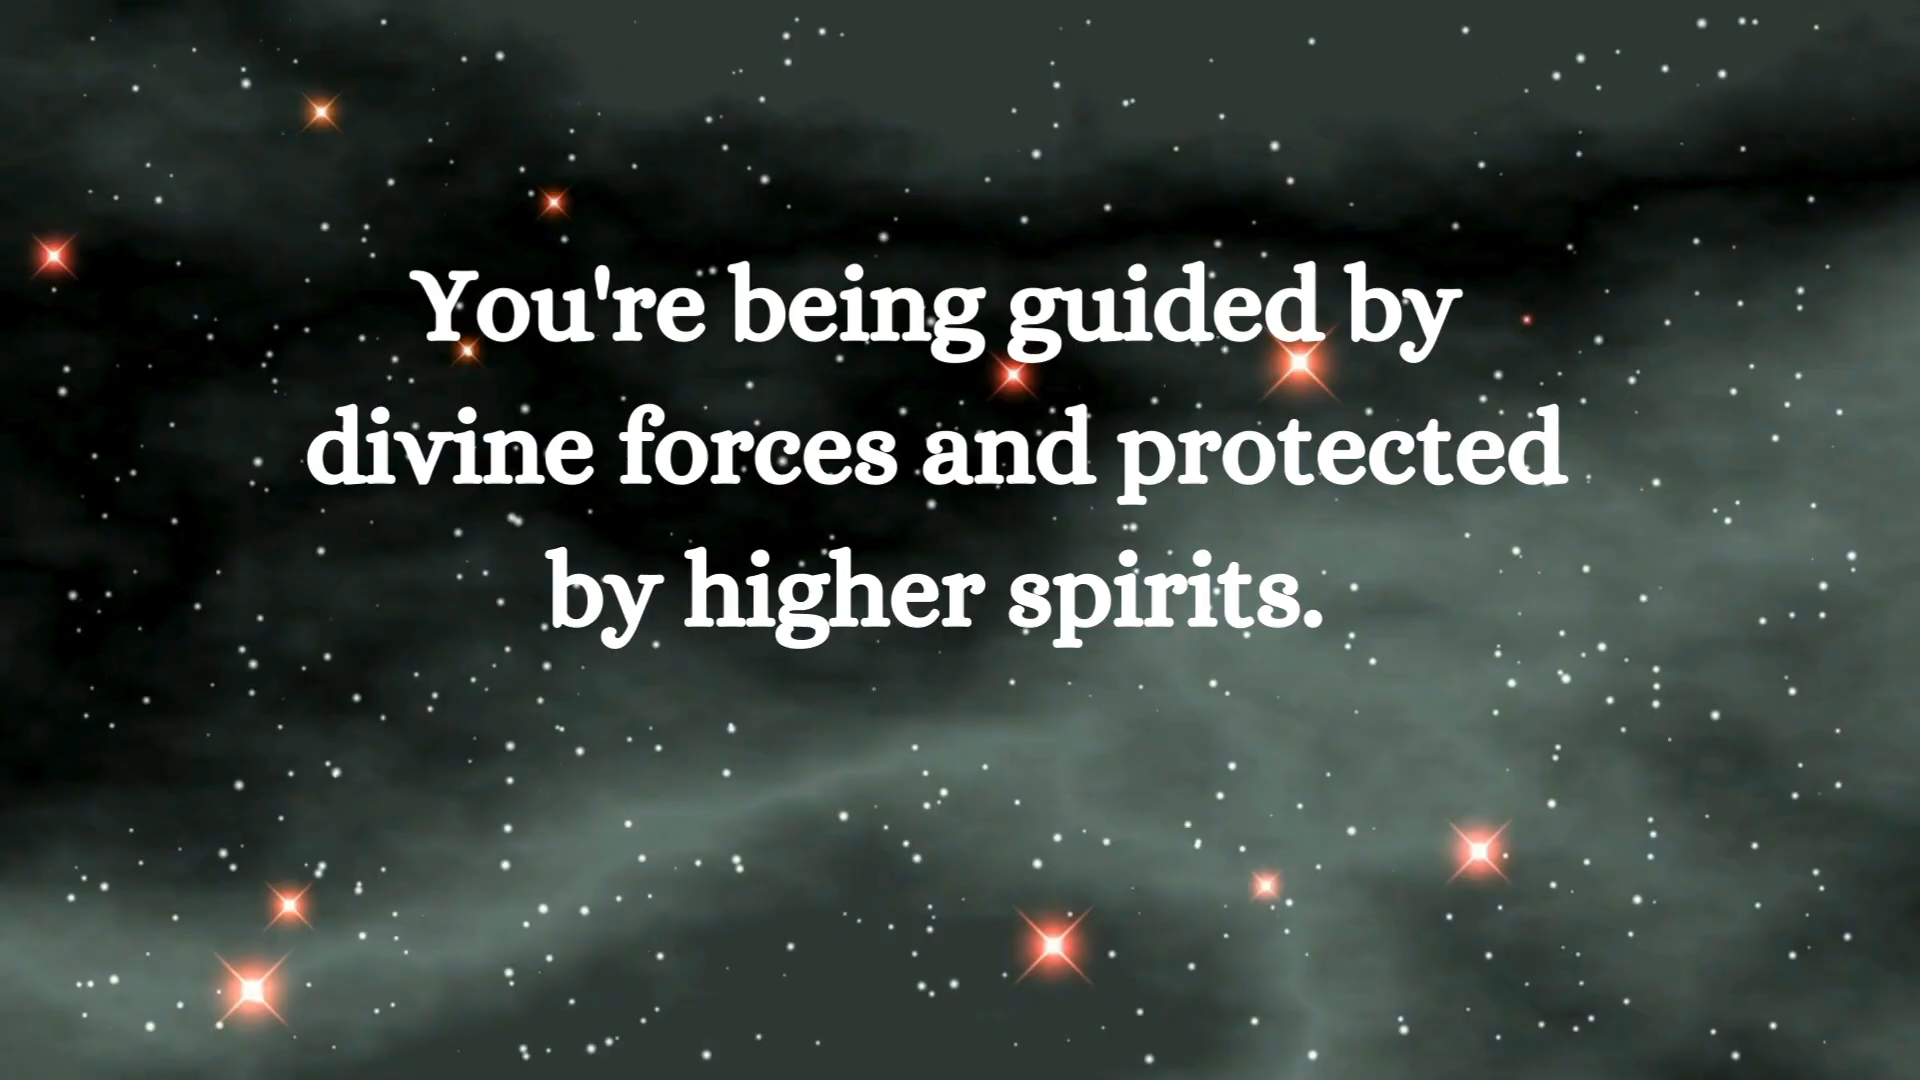 You're being guided by
divine forces and protected
by higher spirits.